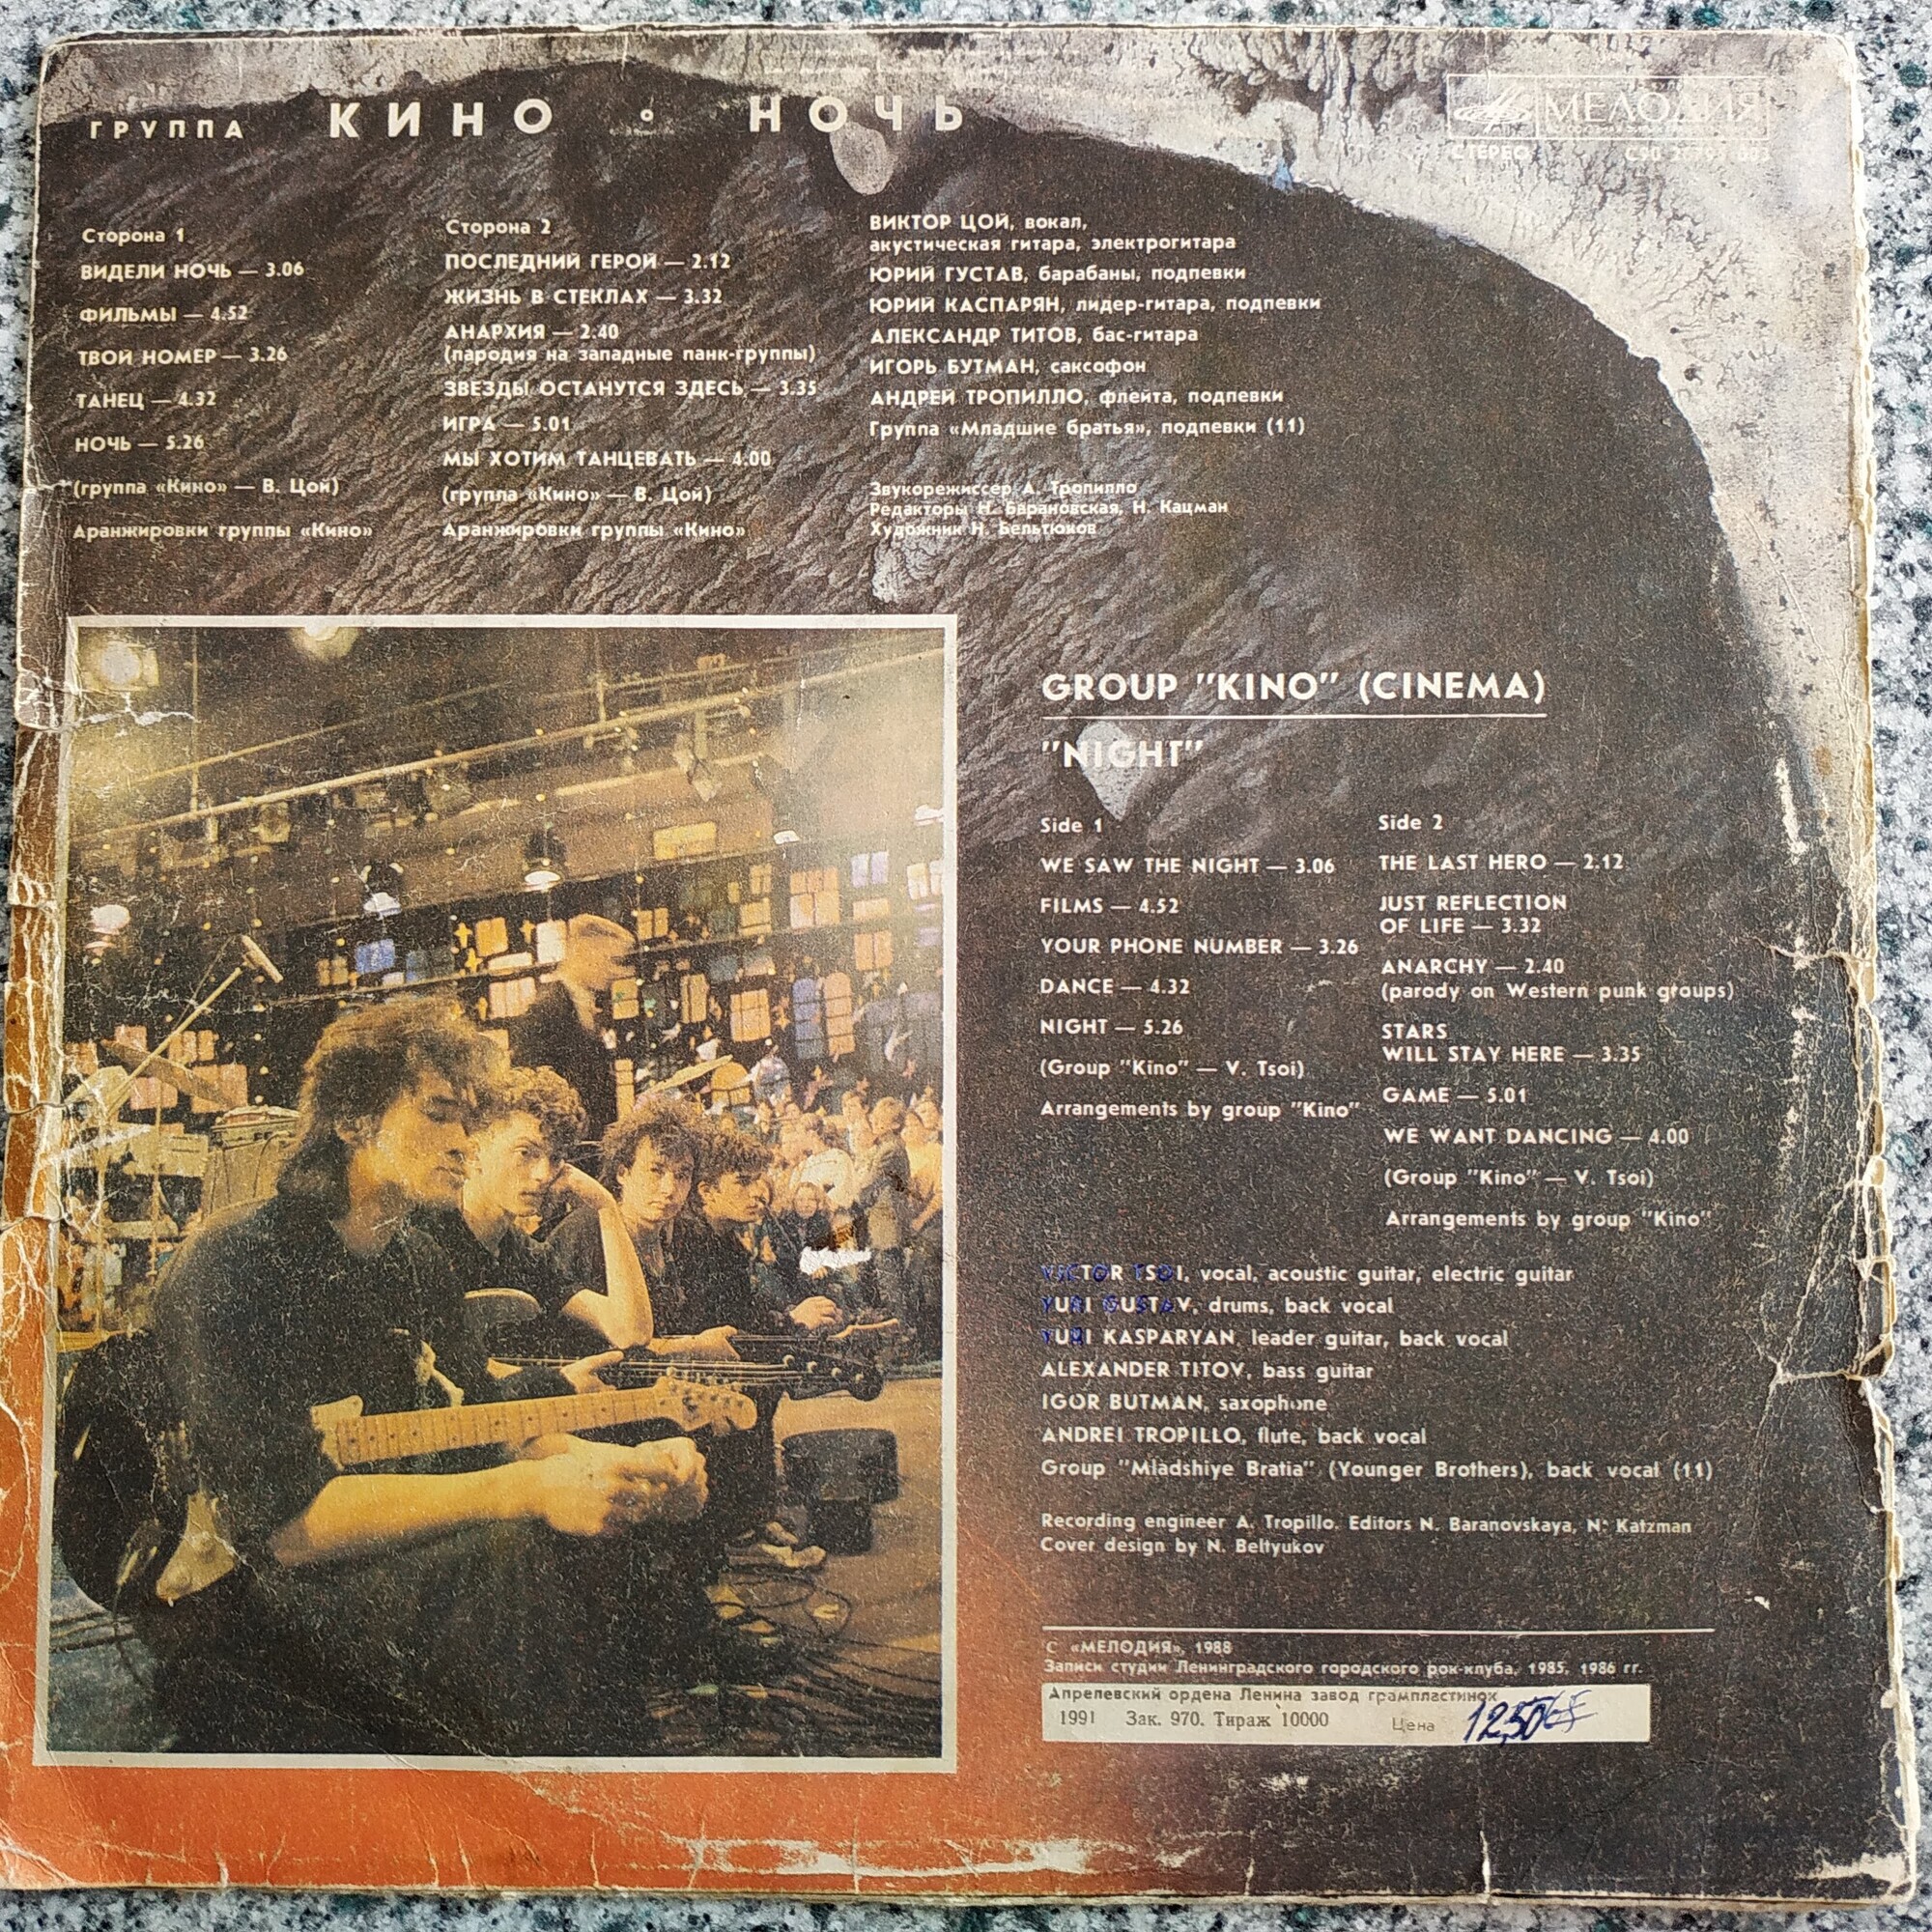 ГРУППА КИНО ° НОЧЬ
МЕЛОДИЯ
СТЕРЕО
Сторона 1
ВИДЕЛИ НОЧЬ — 3.06
ФИЛЬМЫ — 4.52
ТВОЙ НОМЕР — 3.26
ТАНЕЦ — 4.32
НОЧЬ — 5.26
(группа «Кино» — В. Цой)
Аранжировки группы «Кино»
Сторона 2
ПОСЛЕДНИЙ ГЕРОЙ — 2.12
ЖИЗНЬ В СТЕКЛАХ — 3.32
АНАРХИЯ — 2.40
(пародия на западные панк-группы)
ЗВЕЗДЫ ОСТАНУТСЯ ЗДЕСЬ — 3.35
ИГРА — 5.01
МЫ ХОТИМ ТАНЦЕВАТЬ — 4.00
(группа «Кино» — В. Цой)
Аранжировки группы «Кино»
ВИКТОР ЦОЙ, вокал,
акустическая гитара, электрогитара
ЮРИЙ ГУСТАВ, барабаны, подпевки
ЮРИЙ КАСПАРЯН, лидер-гитара, подпевки
АЛЕКСАНДР ТИТОВ, бас-гитара
ИГОРЬ БУТМАН, саксофон
АНДРЕЙ ТРОПИЛЛО, флейта, подпевки
Группа «Младшие братья», подпевки (11)
Звукорежиссер А. Тропилло
Редакторы Н. Барановская, Н. Кацман
Художник Н. Бельтюков
GROUP "KINO" (CINEMA)
"NIGHT"
Side 1
WE SAW THE NIGHT — 3.06
FILMS — 4.52
YOUR PHONE NUMBER — 3.26
DANCE — 4.32
NIGHT — 5.26
(Group "Kino" — V. Tsoi)
Arrangements by group "Kino"
Side 2
THE LAST HERO — 2.12
JUST REFLECTION
OF LIFE — 3.32
ANARCHY — 2.40
(parody on Western punk groups)
STARS
WILL STAY HERE — 3.35
GAME — 5.01
WE WANT DANCING — 4.00
(Group "Kino" — V. Tsoi)
Arrangements by group "Kino"
VICTOR TSOI, vocal, acoustic guitar, electric guitar
YURI GUSTAV, drums, back vocal
YURI KASPARYAN, leader guitar, back vocal
ALEXANDER TITOV, bass guitar
IGOR BUTMAN, saxophone
ANDREI TROPILLO, flute, back vocal
Group "Mladshiye Bratia" (Younger Brothers), back vocal (11)
Recording engineer A. Tropillo. Editors N. Baranovskaya, N. Katzman
Cover design by N. Beltyukov
С «МЕЛОДИЯ», 1988
Записи студии Ленинградского городского рок-клуба, 1985, 1986 гг.
Апрелевский ордена Ленина завод грампластинок
1991 Зак. 970. Тираж 10000 Цена 12,50